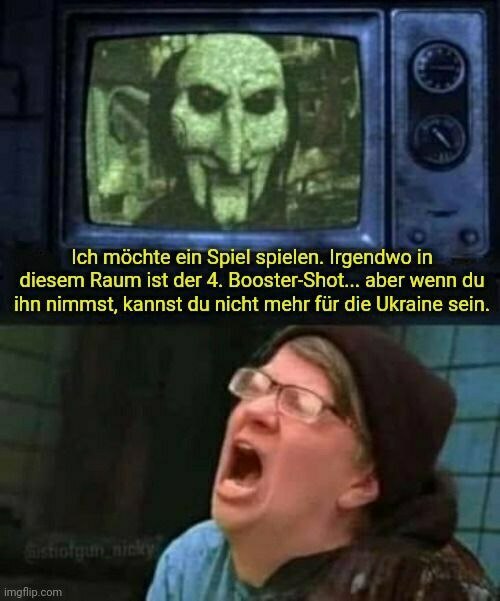 Ich möchte ein Spiel spielen. Irgendwo in
diesem Raum ist der 4. Booster-Shot... aber wenn du
ihn nimmst, kannst du nicht mehr für die Ukraine sein.
imgflip.com